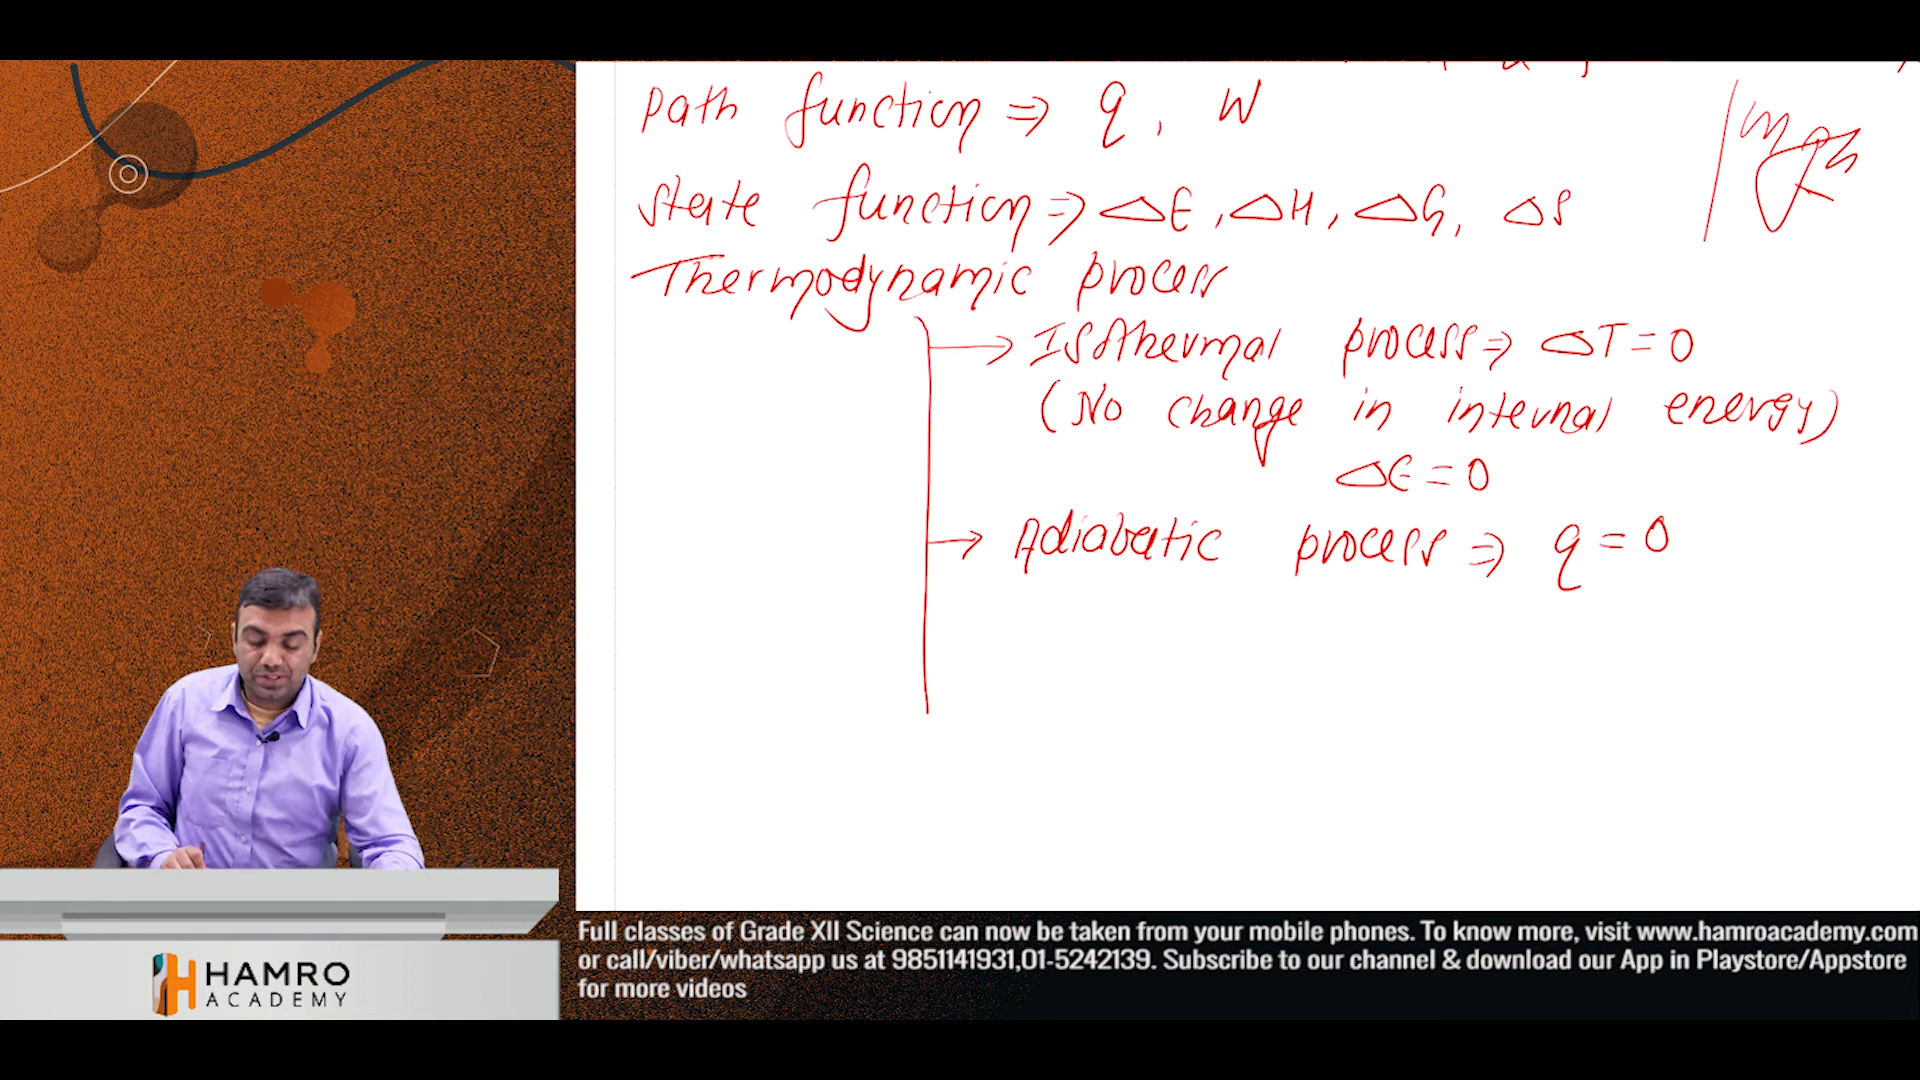 Path function ⇒ q, W
mgh
State function ⇒ ΔE, ΔH, ΔG, ΔS
Thermodynamic process
→ Isothermal process ⇒ ΔT = 0
(No change in internal energy)
ΔE = 0
→ Adiabatic process ⇒ q = 0
Full classes of Grade XII Science can now be taken from your mobile phones. To know more, visit www.hamroacademy.com
or call/viber/whatsapp us at 9851141931,01-5242139. Subscribe to our channel & download our App in Playstore/Appstore
for more videos
HAMRO
ACADEMY